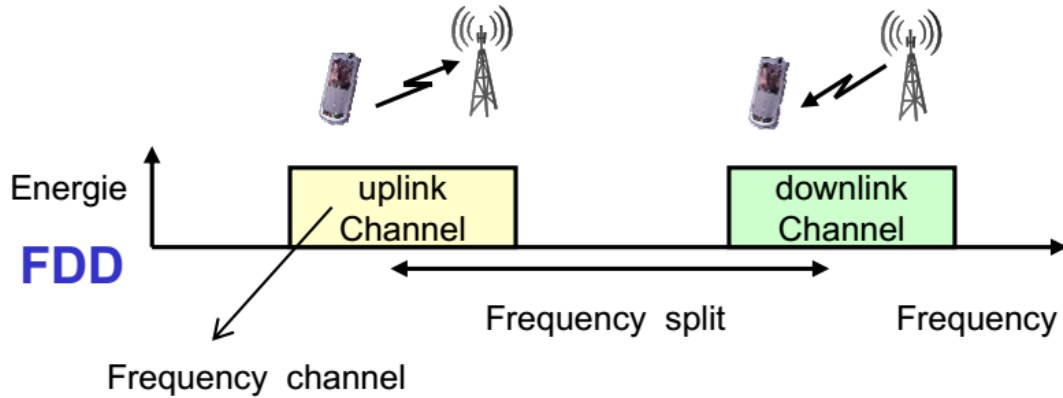 uplink
Channel
downlink
Channel
Energie
FDD
Frequency split
Frequency
Frequency channel